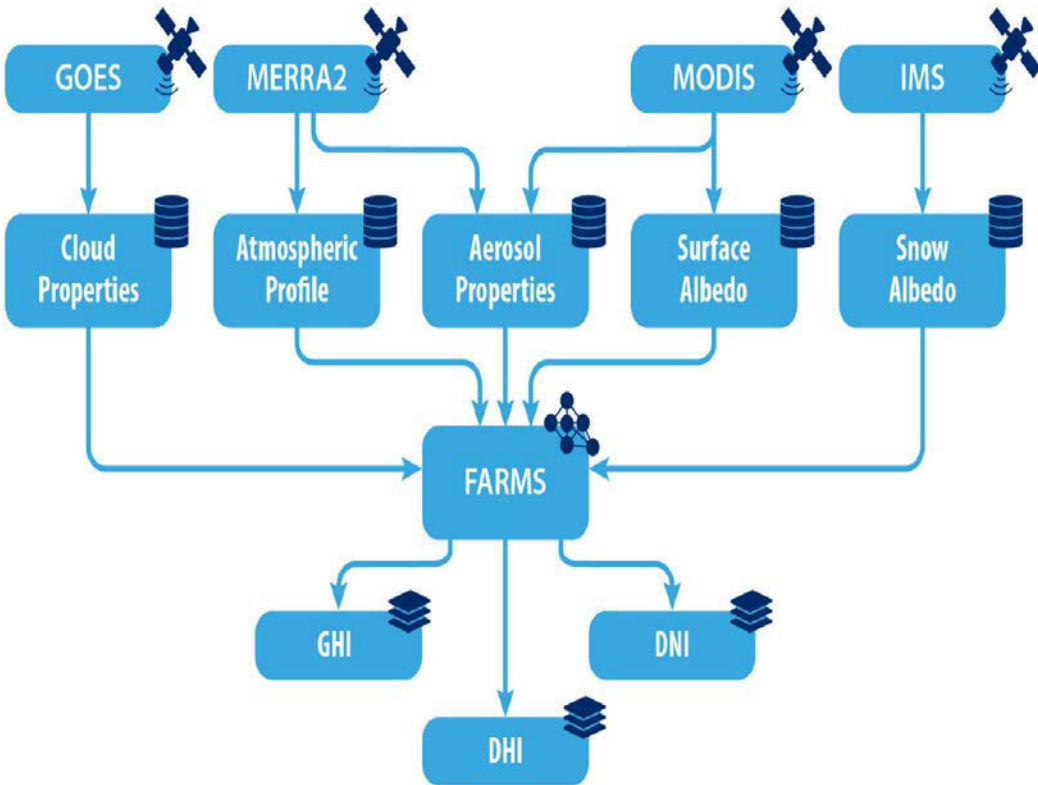 GOES
MERRA2
MODIS
IMS
Cloud
Properties
Atmospheric
Profile
Aerosol
Properties
Surface
Albedo
Snow
Albedo
FARMS
GHI
DNI
DHI